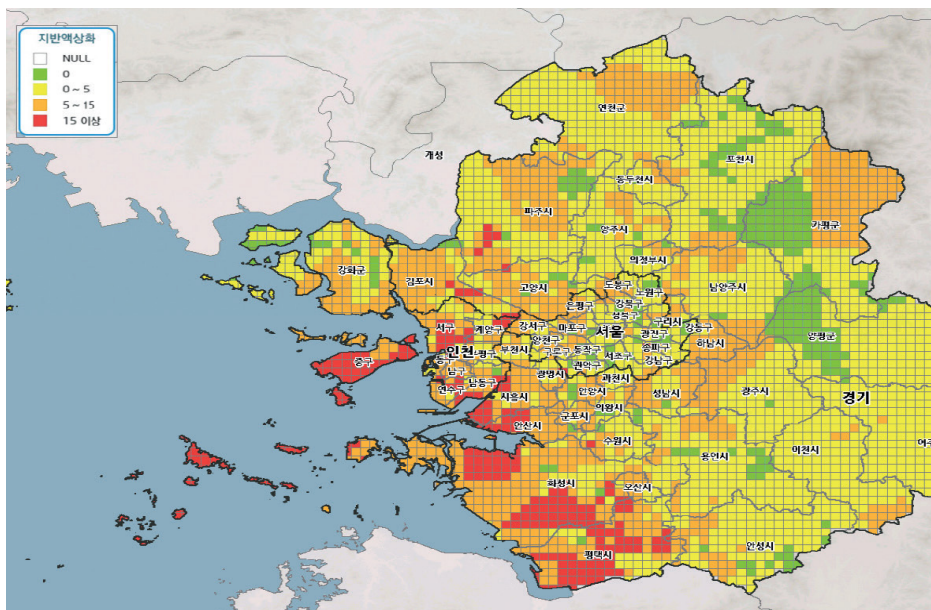 지반액상화
NULL
0
0 ~ 5
5 ~ 15
15 이상
연천군
포천시
개성
동두천시
파주시
가평군
양주시
의정부시
강화군
김포시
고양시
도봉구
노원구
남양주시
은평구
강북구
성북구
서구
계양구
강서구
마포구
서울
구리시
강동구
양천구
광진구
하남시
양평군
인천
부천시
구로구
동작구
송파구
중구
관악구
서초구
강남구
남구
광명시
과천시
연수구
남동구
시흥시
안양시
성남시
광주시
경기
군포시
의왕시
안산시
수원시
용인시
이천시
화성시
오산시
평택시
안성시